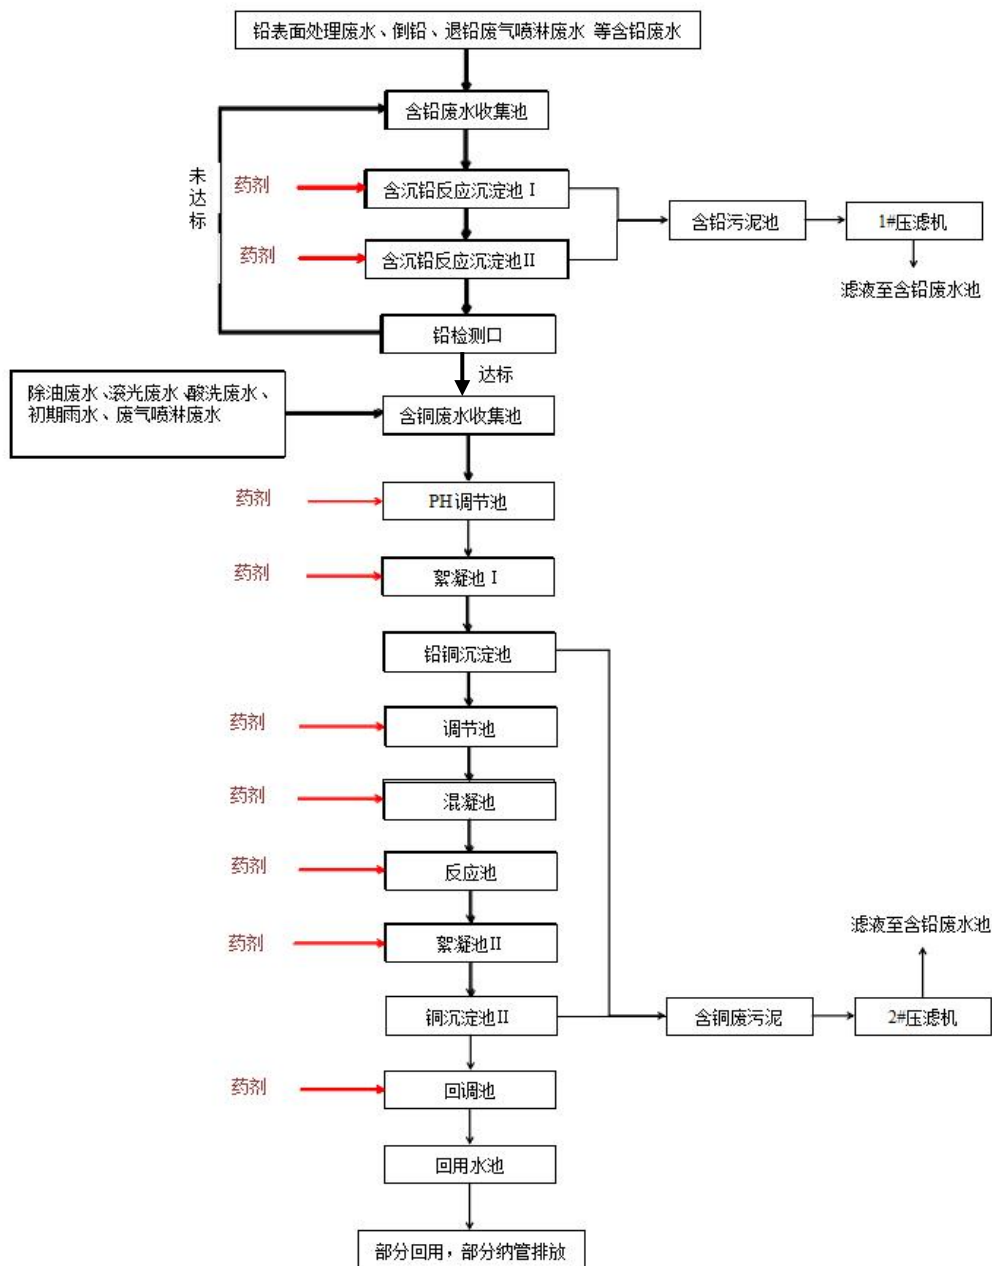 铅表面处理废水、倒铅、退铅废气喷淋废水 等含铅废水
含铅废水收集池
未达标
药剂
含沉铅反应沉淀池 I
含铅污泥池
1#压滤机
药剂
含沉铅反应沉淀池II
滤液至含铅废水池
铅检测口
达标
除油废水、滚光废水、酸洗废水、
初期雨水、废气喷淋废水
含铜废水收集池
药剂
PH 调节池
药剂
絮凝池 I
铅铜沉淀池
药剂
调节池
药剂
混凝池
药剂
反应池
药剂
絮凝池 II
滤液至含铅废水池
铜沉淀池 II
含铜废污泥
2#压滤机
药剂
回调池
回用水池
部分回用，部分纳管排放